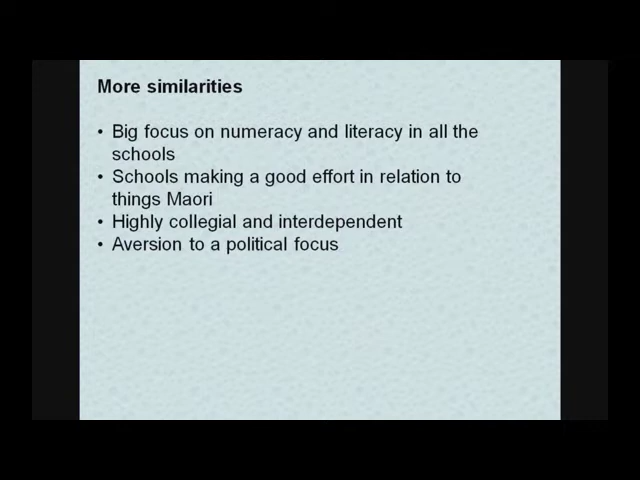 More similarities
• Big focus on numeracy and literacy in all the
schools
• Schools making a good effort in relation to
things Maori
• Highly collegial and interdependent
• Aversion to a political focus